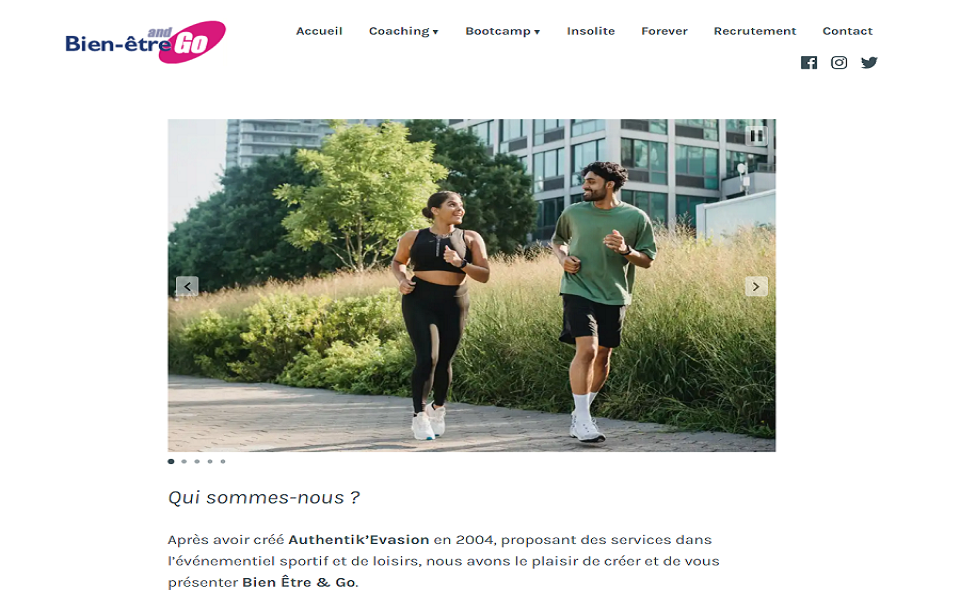 Bien-être and Go
Accueil Coaching ▾ Bootcamp ▾ Insolite Forever Recrutement Contact
Qui sommes-nous ?
Après avoir créé Authentik’Evasion en 2004, proposant des services dans
l’événementiel sportif et de loisirs, nous avons le plaisir de créer et de vous
présenter Bien Être & Go.